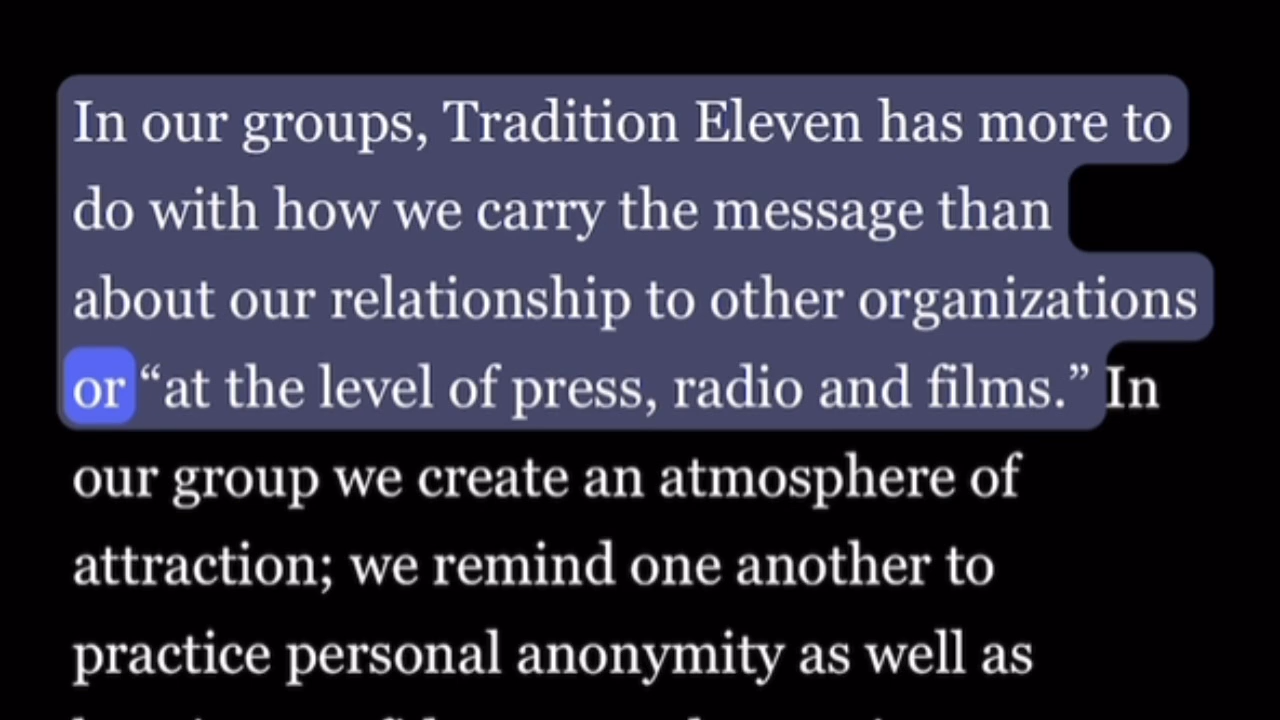 In our groups, Tradition Eleven has more to
do with how we carry the message than
about our relationship to other organizations
or “at the level of press, radio and films.” In
our group we create an atmosphere of
attraction; we remind one another to
practice personal anonymity as well as